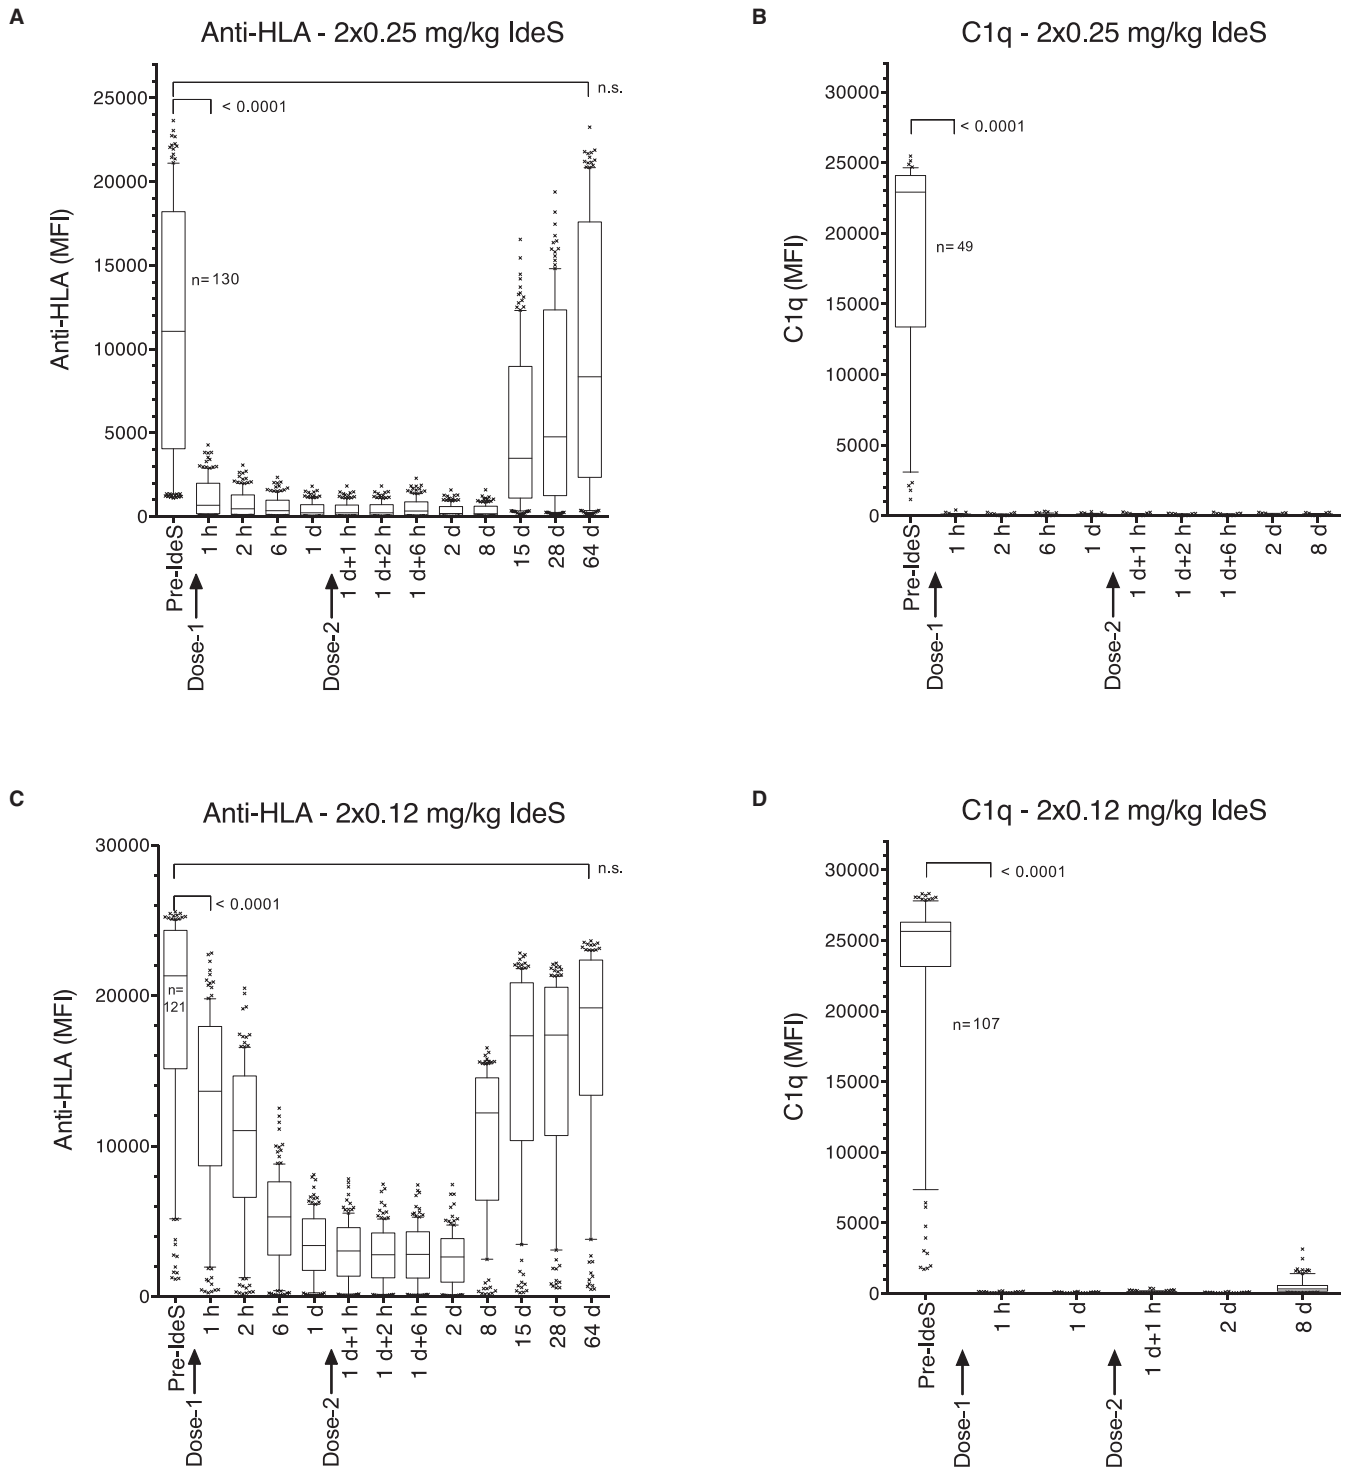 A
Anti-HLA - 2x0.25 mg/kg IdeS
Anti-HLA (MFI)
25000
20000
15000
10000
5000
0
n.s.
< 0.0001
n=130
Pre-IdeS
1 h
2 h
6 h
1 d
1 d+1 h
1 d+2 h
1 d+6 h
2 d
8 d
15 d
28 d
64 d
Dose-1
Dose-2
B
C1q - 2x0.25 mg/kg IdeS
C1q (MFI)
30000
25000
20000
15000
10000
5000
0
< 0.0001
n=49
Pre-IdeS
1 h
2 h
6 h
1 d
1 d+1 h
1 d+2 h
1 d+6 h
2 d
8 d
Dose-1
Dose-2
C
Anti-HLA - 2x0.12 mg/kg IdeS
Anti-HLA (MFI)
30000
20000
10000
0
n.s.
< 0.0001
n=
121
Pre-IdeS
1 h
2 h
6 h
1 d
1 d+1 h
1 d+2 h
1 d+6 h
2 d
8 d
15 d
28 d
64 d
Dose-1
Dose-2
D
C1q - 2x0.12 mg/kg IdeS
C1q (MFI)
30000
25000
20000
15000
10000
5000
0
< 0.0001
n=107
Pre-IdeS
1 h
1 d
1 d+1 h
2 d
8 d
Dose-1
Dose-2